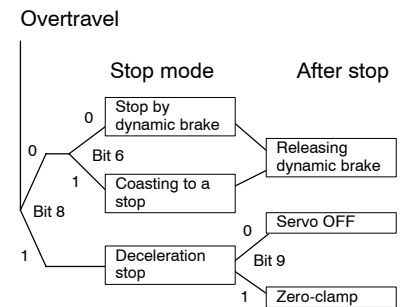 Overtravel
Stop mode
After stop
0
Stop by
dynamic brake
0
Bit 6
Releasing
dynamic brake
1
Coasting to a
stop
Bit 8
Servo OFF
0
1
Deceleration
stop
Bit 9
1
Zero-clamp